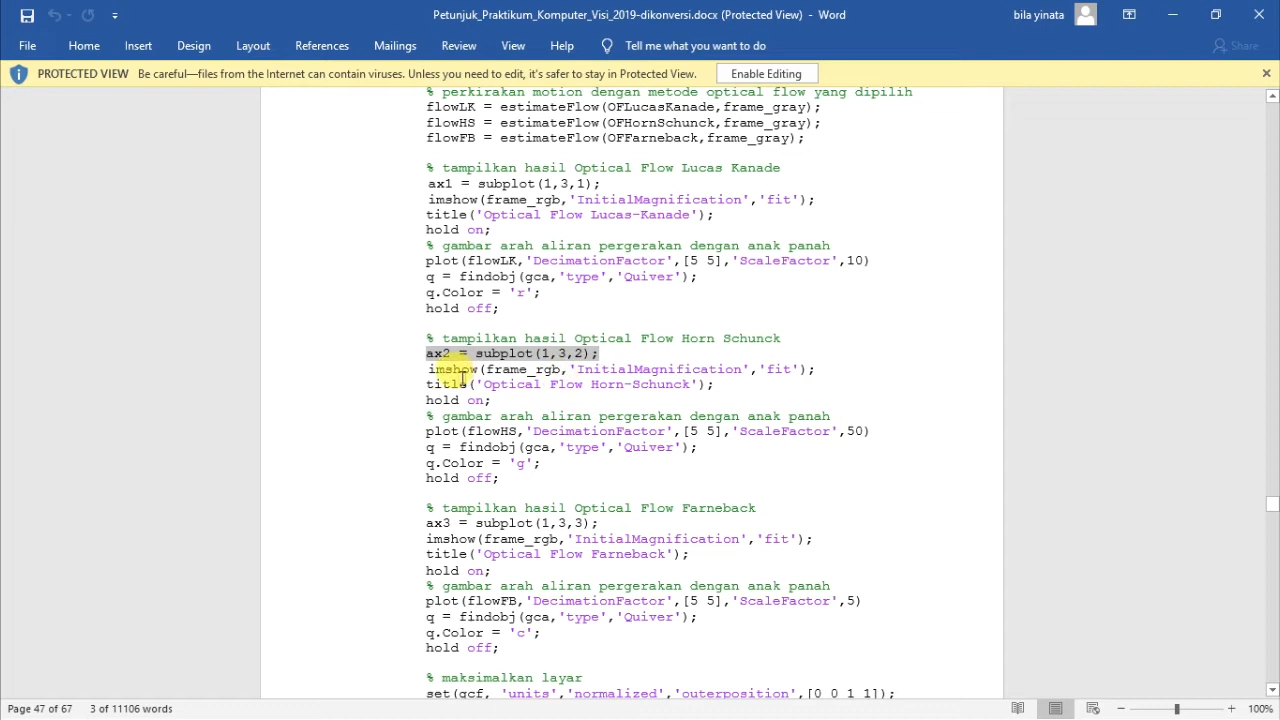 Petunjuk_Praktikum_Komputer_Visi_2019-dikonversi.docx (Protected View) - Word
bila yinata
File Home Insert Design Layout References Mailings Review View Help Tell me what you want to do Share
PROTECTED VIEW Be careful—files from the Internet can contain viruses. Unless you need to edit, it's safer to stay in Protected View. Enable Editing
% perkirakan motion dengan metode optical flow yang dipilih
flowLK = estimateFlow(OFLucasKanade,frame_gray);
flowHS = estimateFlow(OFHornSchunck,frame_gray);
flowFB = estimateFlow(OFFarneback,frame_gray);
% tampilkan hasil Optical Flow Lucas Kanade
ax1 = subplot(1,3,1);
imshow(frame_rgb,'InitialMagnification','fit');
title('Optical Flow Lucas-Kanade');
hold on;
% gambar arah aliran pergerakan dengan anak panah
plot(flowLK,'DecimationFactor',[5 5],'ScaleFactor',10)
q = findobj(gca,'type','Quiver');
q.Color = 'r';
hold off;
% tampilkan hasil Optical Flow Horn Schunck
ax2 = subplot(1,3,2);
imshow(frame_rgb,'InitialMagnification','fit');
title('Optical Flow Horn-Schunck');
hold on;
% gambar arah aliran pergerakan dengan anak panah
plot(flowHS,'DecimationFactor',[5 5],'ScaleFactor',50)
q = findobj(gca,'type','Quiver');
q.Color = 'g';
hold off;
% tampilkan hasil Optical Flow Farneback
ax3 = subplot(1,3,3);
imshow(frame_rgb,'InitialMagnification','fit');
title('Optical Flow Farneback');
hold on;
% gambar arah aliran pergerakan dengan anak panah
plot(flowFB,'DecimationFactor',[5 5],'ScaleFactor',5)
q = findobj(gca,'type','Quiver');
q.Color = 'c';
hold off;
% maksimalkan layar
set(gcf, 'units','normalized','outerposition',[0 0 1 1]);
Page 47 of 67 3 of 11106 words 100%